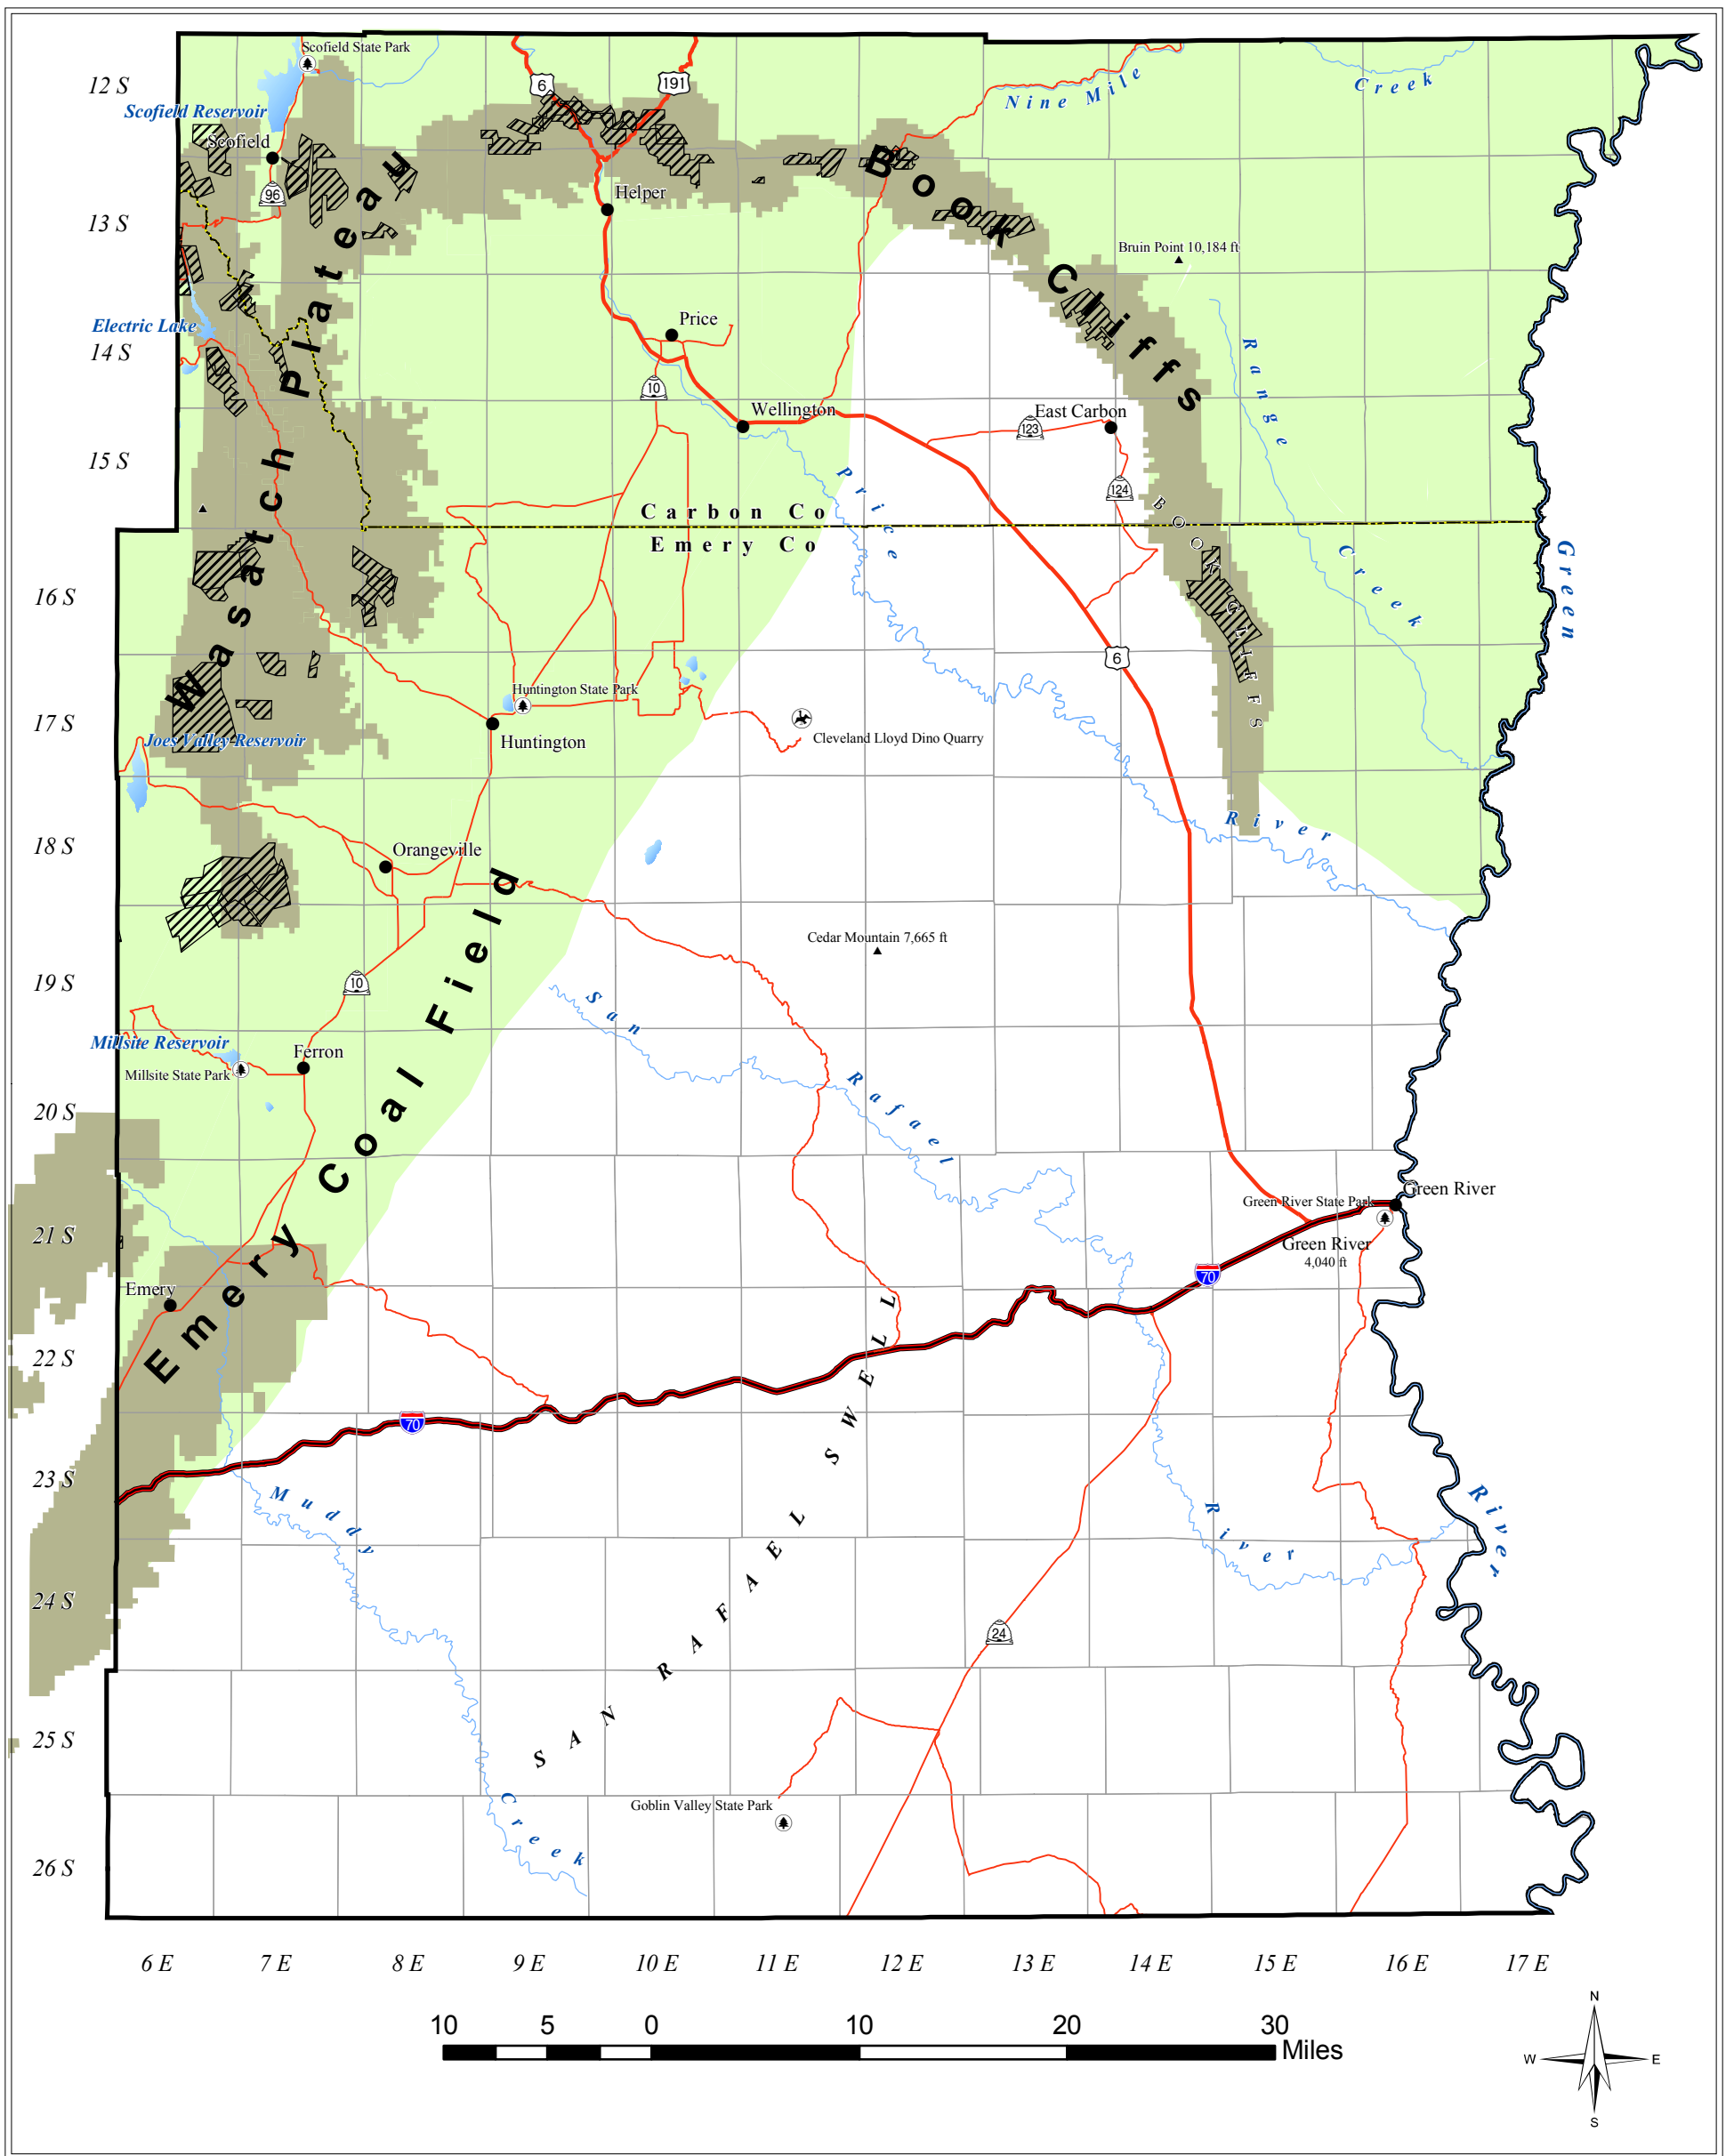 Scofield State Park
12 S
6
191
Nine Mile
Creek
Scofield Reservoir
Scofield
96
Helper
Book Cliffs
13 S
Bruin Point 10,184 ft
Wasatch Plateau
Electric Lake
14 S
Price
10
Range Creek
Wellington
East Carbon
123
15 S
124
Price River
Carbon Co
Emery Co
BOOK CLIFFS
Green River
16 S
6
Huntington State Park
17 S
Huntington
Cleveland Lloyd Dino Quarry
Joes Valley Reservoir
18 S
Orangeville
Cedar Mountain 7,665 ft
19 S
10
San Rafael River
Millsite Reservoir
Ferron
Millsite State Park
20 S
Emery Coal Field
Green River State Park
Green River
21 S
Green River
4,040 ft
70
Emery
22 S
70
SAN RAFAEL SWELL
23 S
Muddy Creek
24 S
24
25 S
Goblin Valley State Park
26 S
6 E 7 E 8 E 9 E 10 E 11 E 12 E 13 E 14 E 15 E 16 E 17 E
10 5 0 10 20 30
Miles
N
W E
S